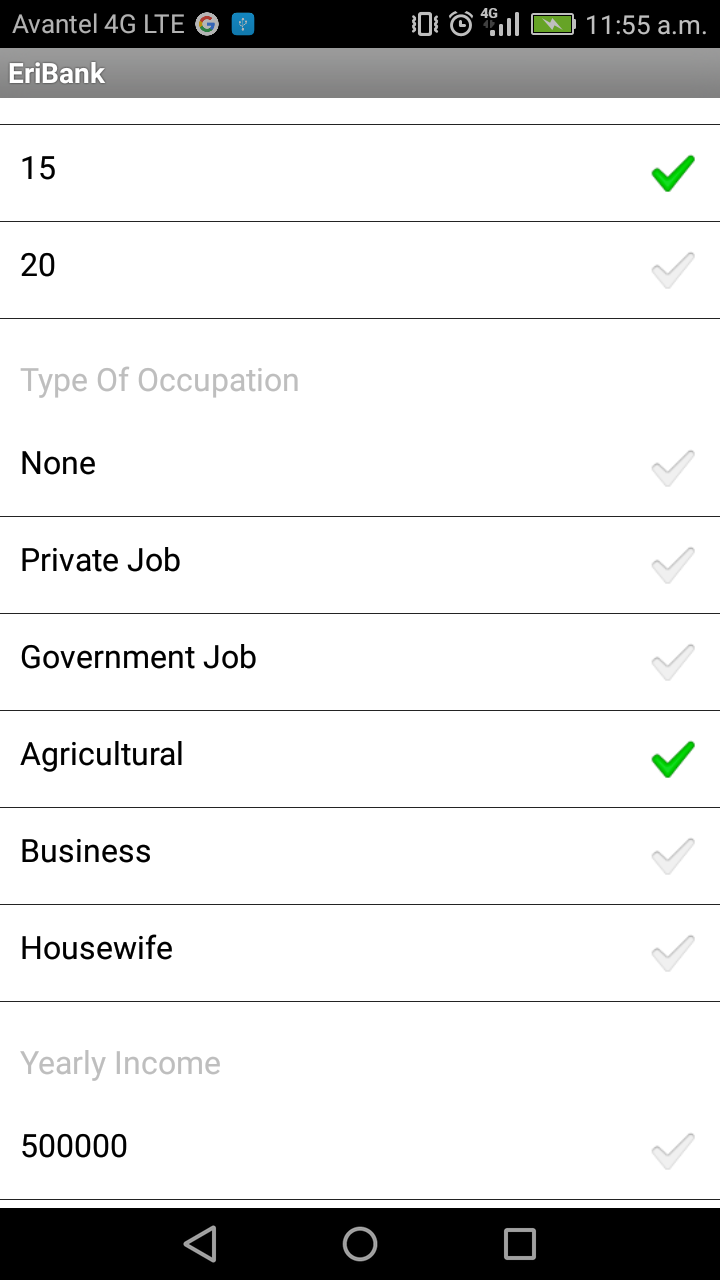 Avantel 4G LTE 4G 11:55 a.m.
EriBank
15
20
Type Of Occupation
None
Private Job
Government Job
Agricultural
Business
Housewife
Yearly Income
500000